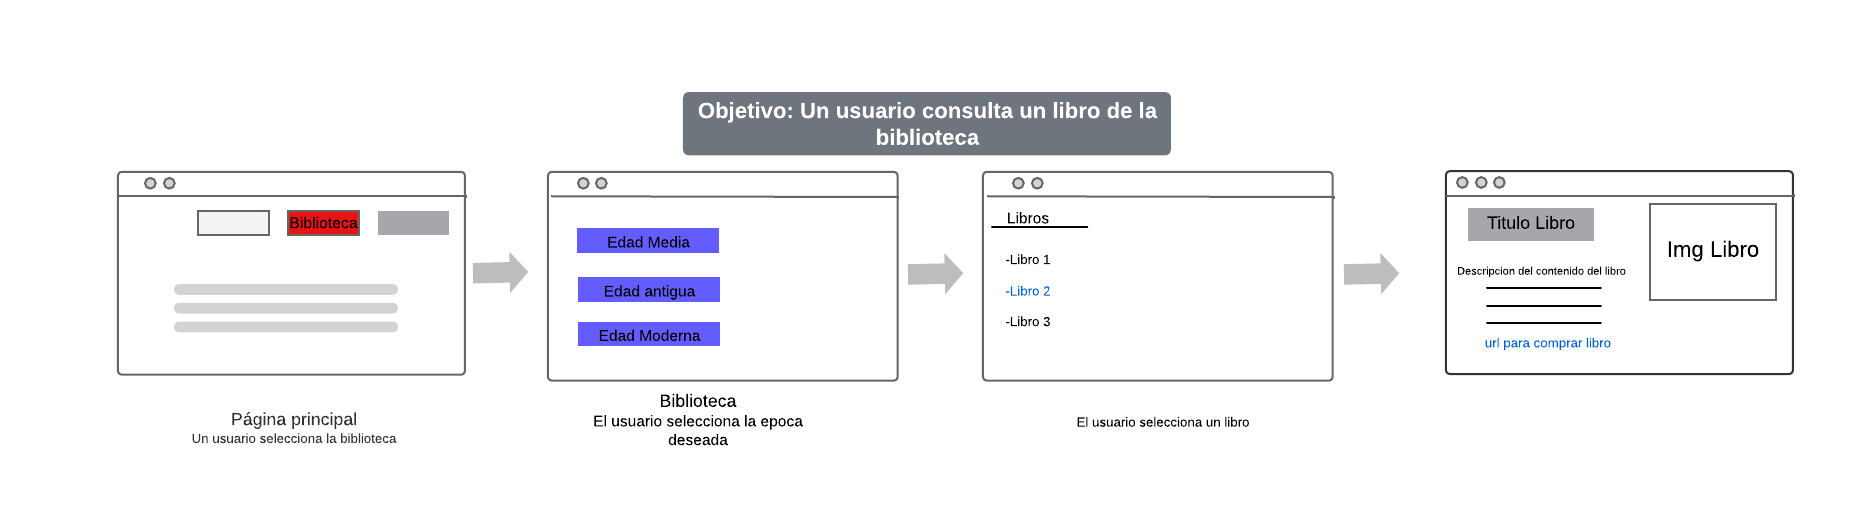 Objetivo: Un usuario consulta un libro de la
biblioteca
Biblioteca
Página principal
Un usuario selecciona la biblioteca
Edad Media
Edad antigua
Edad Moderna
Biblioteca
El usuario selecciona la epoca
deseada
Libros
-Libro 1
-Libro 2
-Libro 3
El usuario selecciona un libro
Titulo Libro
Img Libro
Descripcion del contenido del libro
url para comprar libro